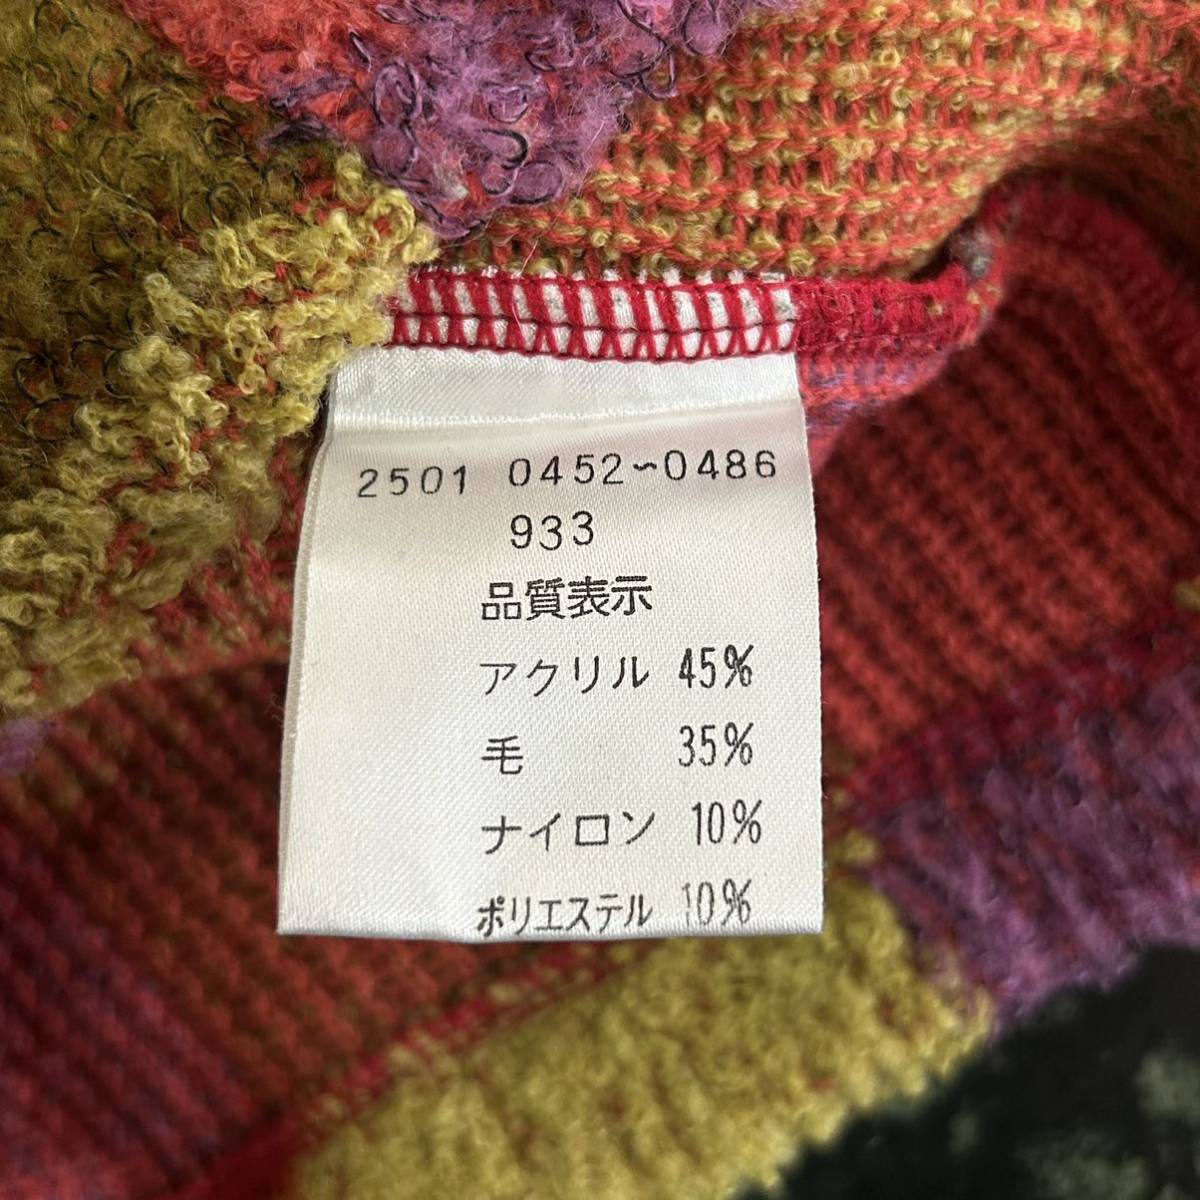 2501 0452~0486
933
品質表示
アクリル 45%
毛 35%
ナイロン 10%
ポリエステル 10%